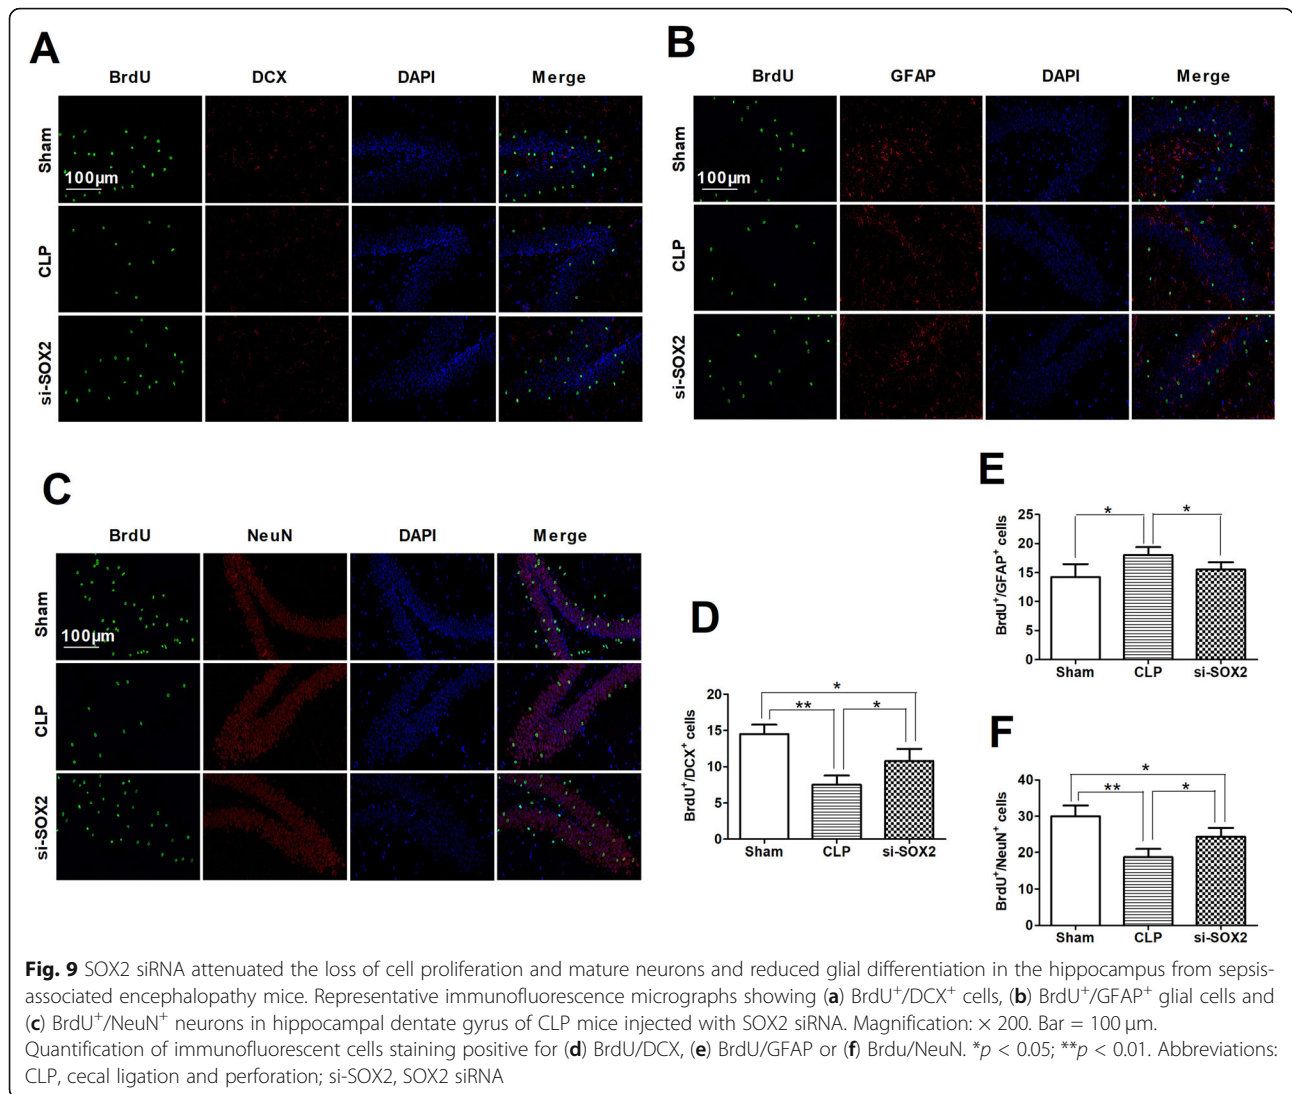 A
BrdU DCX DAPI Merge
Sham
100µm
CLP
si-SOX2
B
BrdU GFAP DAPI Merge
Sham
100µm
CLP
si-SOX2
C
BrdU NeuN DAPI Merge
Sham
100µm
CLP
si-SOX2
D
BrdU⁺/DCX⁺ cells
20
15
10
5
0
*
** *
Sham CLP si-SOX2
E
BrdU⁺/GFAP⁺ cells
25
20
15
10
5
0
* *
Sham CLP si-SOX2
F
BrdU⁺/NeuN⁺ cells
40
30
20
10
0
*
** *
Sham CLP si-SOX2
Fig. 9 SOX2 siRNA attenuated the loss of cell proliferation and mature neurons and reduced glial differentiation in the hippocampus from sepsis-
associated encephalopathy mice. Representative immunofluorescence micrographs showing (a) BrdU⁺/DCX⁺ cells, (b) BrdU⁺/GFAP⁺ glial cells and
(c) BrdU⁺/NeuN⁺ neurons in hippocampal dentate gyrus of CLP mice injected with SOX2 siRNA. Magnification: × 200. Bar = 100 µm.
Quantification of immunofluorescent cells staining positive for (d) BrdU/DCX, (e) BrdU/GFAP or (f) Brdu/NeuN. *p < 0.05; **p < 0.01. Abbreviations:
CLP, cecal ligation and perforation; si-SOX2, SOX2 siRNA